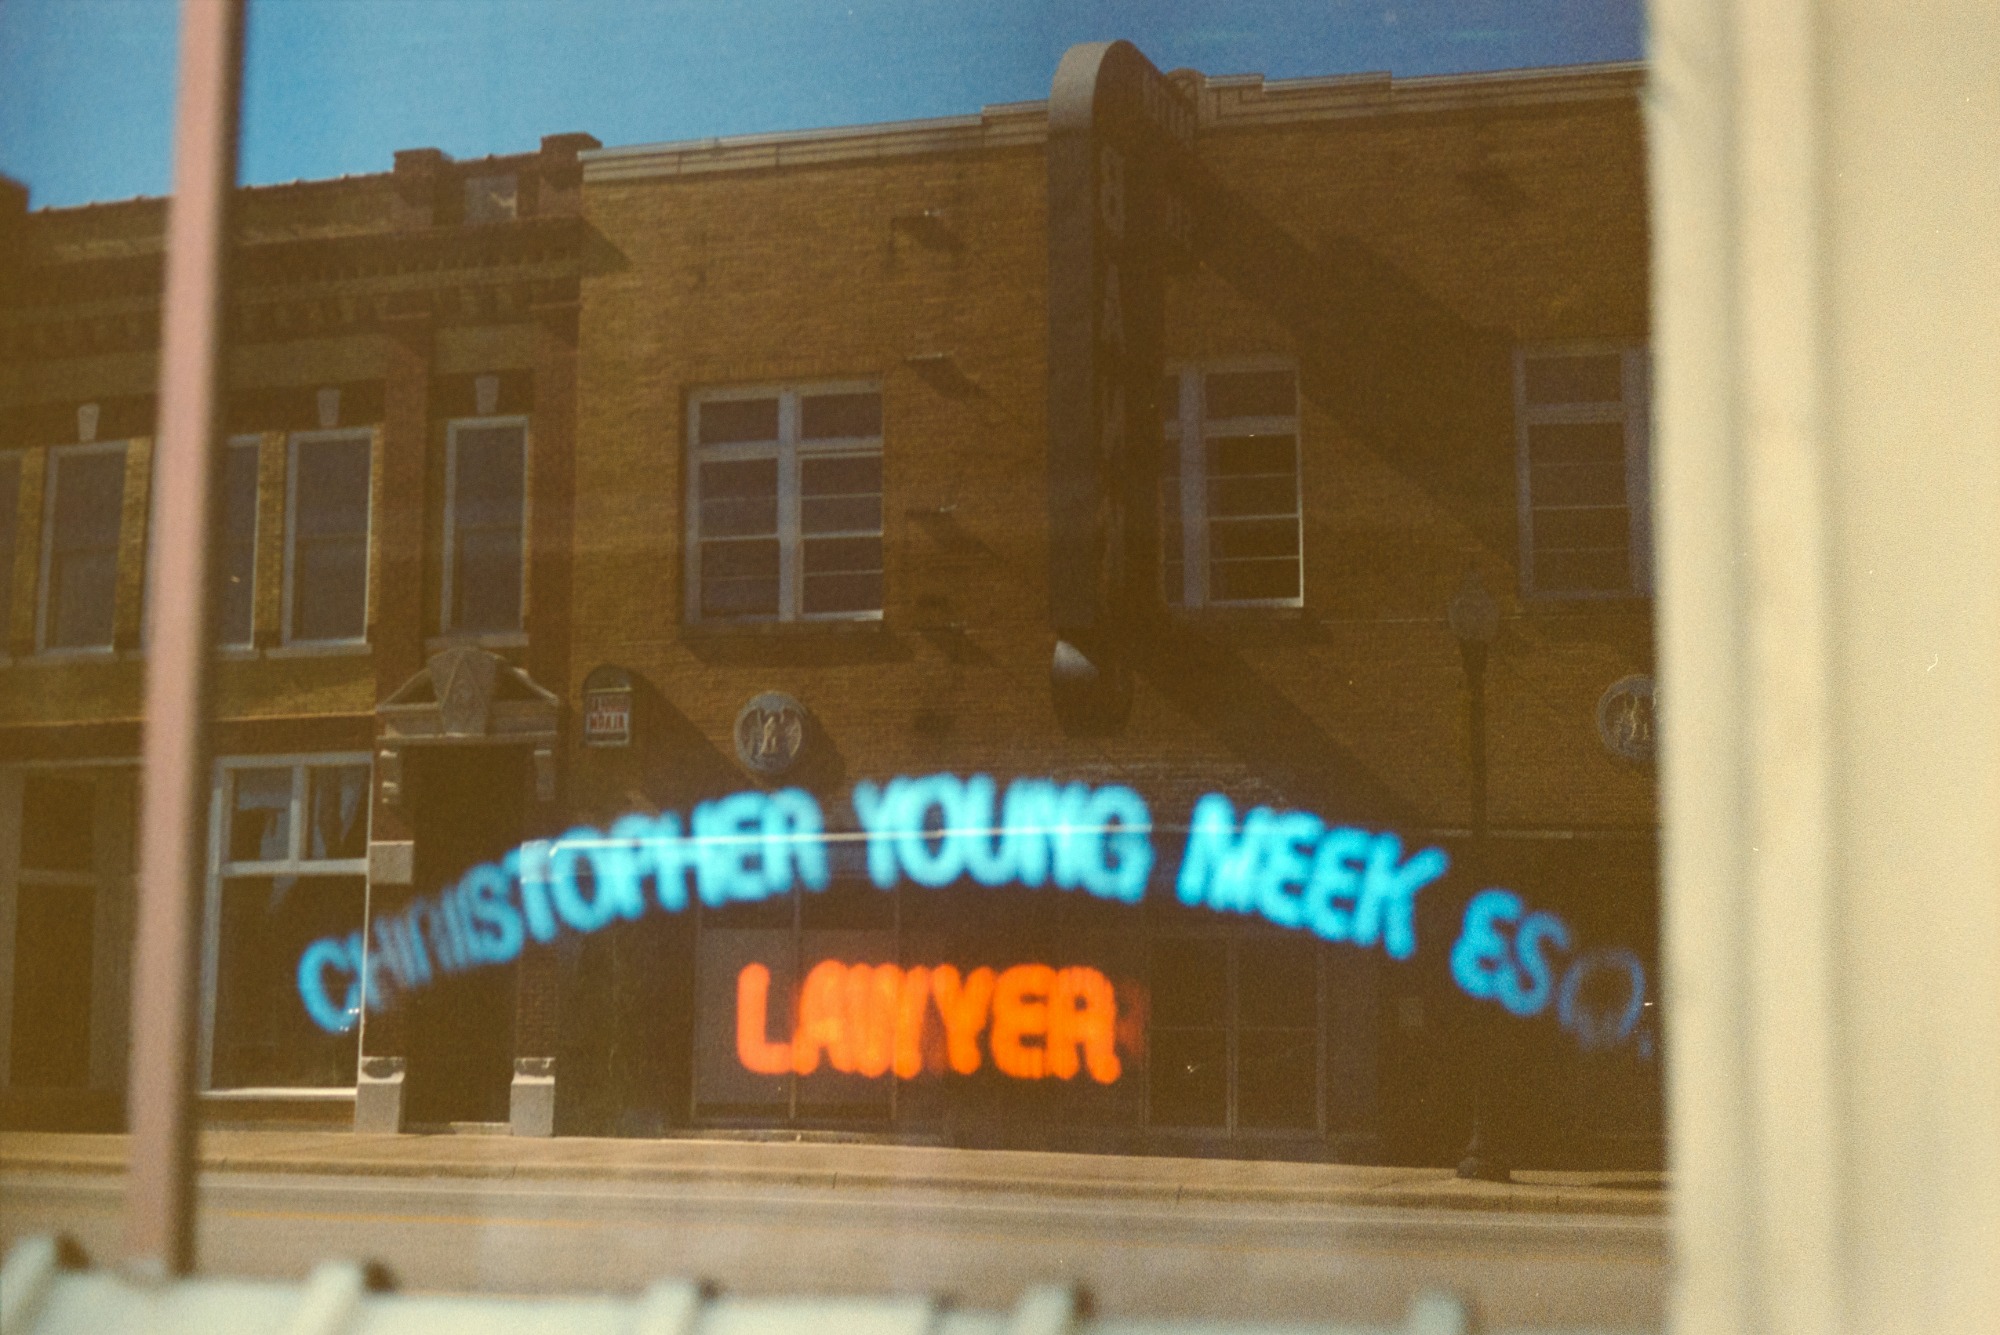 CHRISTOPHER YOUNG MEEK ESQ.
LAWYER